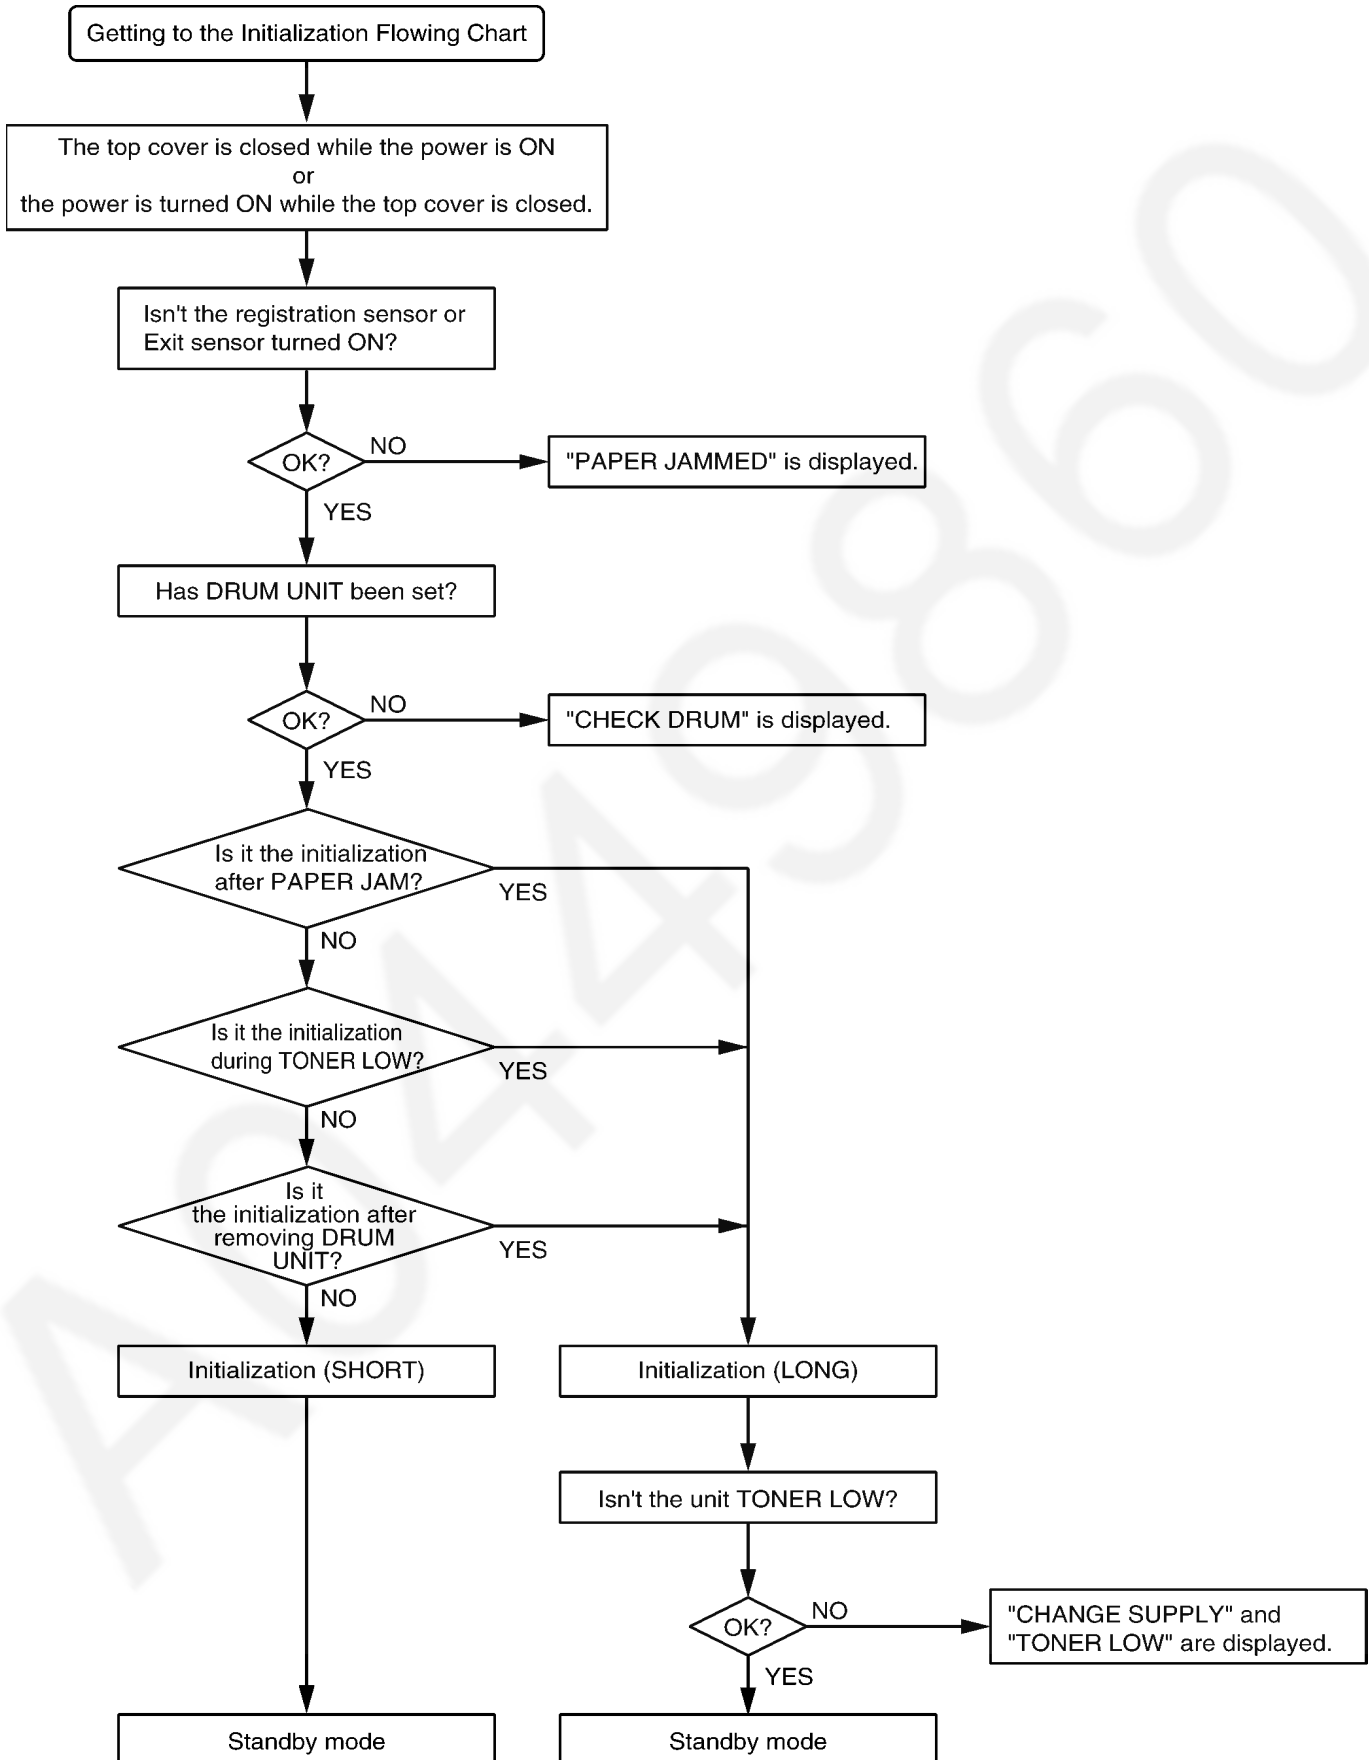 Getting to the Initialization Flowing Chart
The top cover is closed while the power is ON
or
the power is turned ON while the top cover is closed.
Isn't the registration sensor or
Exit sensor turned ON?
OK?
NO
"PAPER JAMMED" is displayed.
YES
Has DRUM UNIT been set?
OK?
NO
"CHECK DRUM" is displayed.
YES
Is it the initialization
after PAPER JAM?
YES
NO
Is it the initialization
during TONER LOW?
YES
NO
Is it
the initialization after
removing DRUM
UNIT?
YES
NO
Initialization (SHORT)
Initialization (LONG)
Isn't the unit TONER LOW?
OK?
NO
"CHANGE SUPPLY" and
"TONER LOW" are displayed.
YES
Standby mode
Standby mode
A0449860